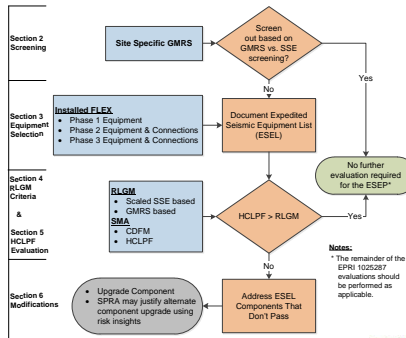 Section 2
Screening
Site Specific GMRS
Screen
out based on
GMRS vs. SSE
screening?
Yes
No
Section 3
Equipment
Selection
Installed FLEX
• Phase 1 Equipment
• Phase 2 Equipment & Connections
• Phase 3 Equipment & Connections
Document Expedited
Seismic Equipment List
(ESEL)
No further
evaluation required
for the ESEP*
Section 4
RLGM
Criteria
&
Section 5
HCLPF
Evaluation
RLGM
• Scaled SSE based
• GMRS based
SMA
• CDFM
• HCLPF
HCLPF > RLGM
Yes
No
Notes:
* The remainder of the
EPRI 1025287
evaluations should
be performed as
applicable.
Section 6
Modifications
• Upgrade Component
• SPRA may justify alternate
component upgrade using
risk insights
Address ESEL
Components That
Don't Pass